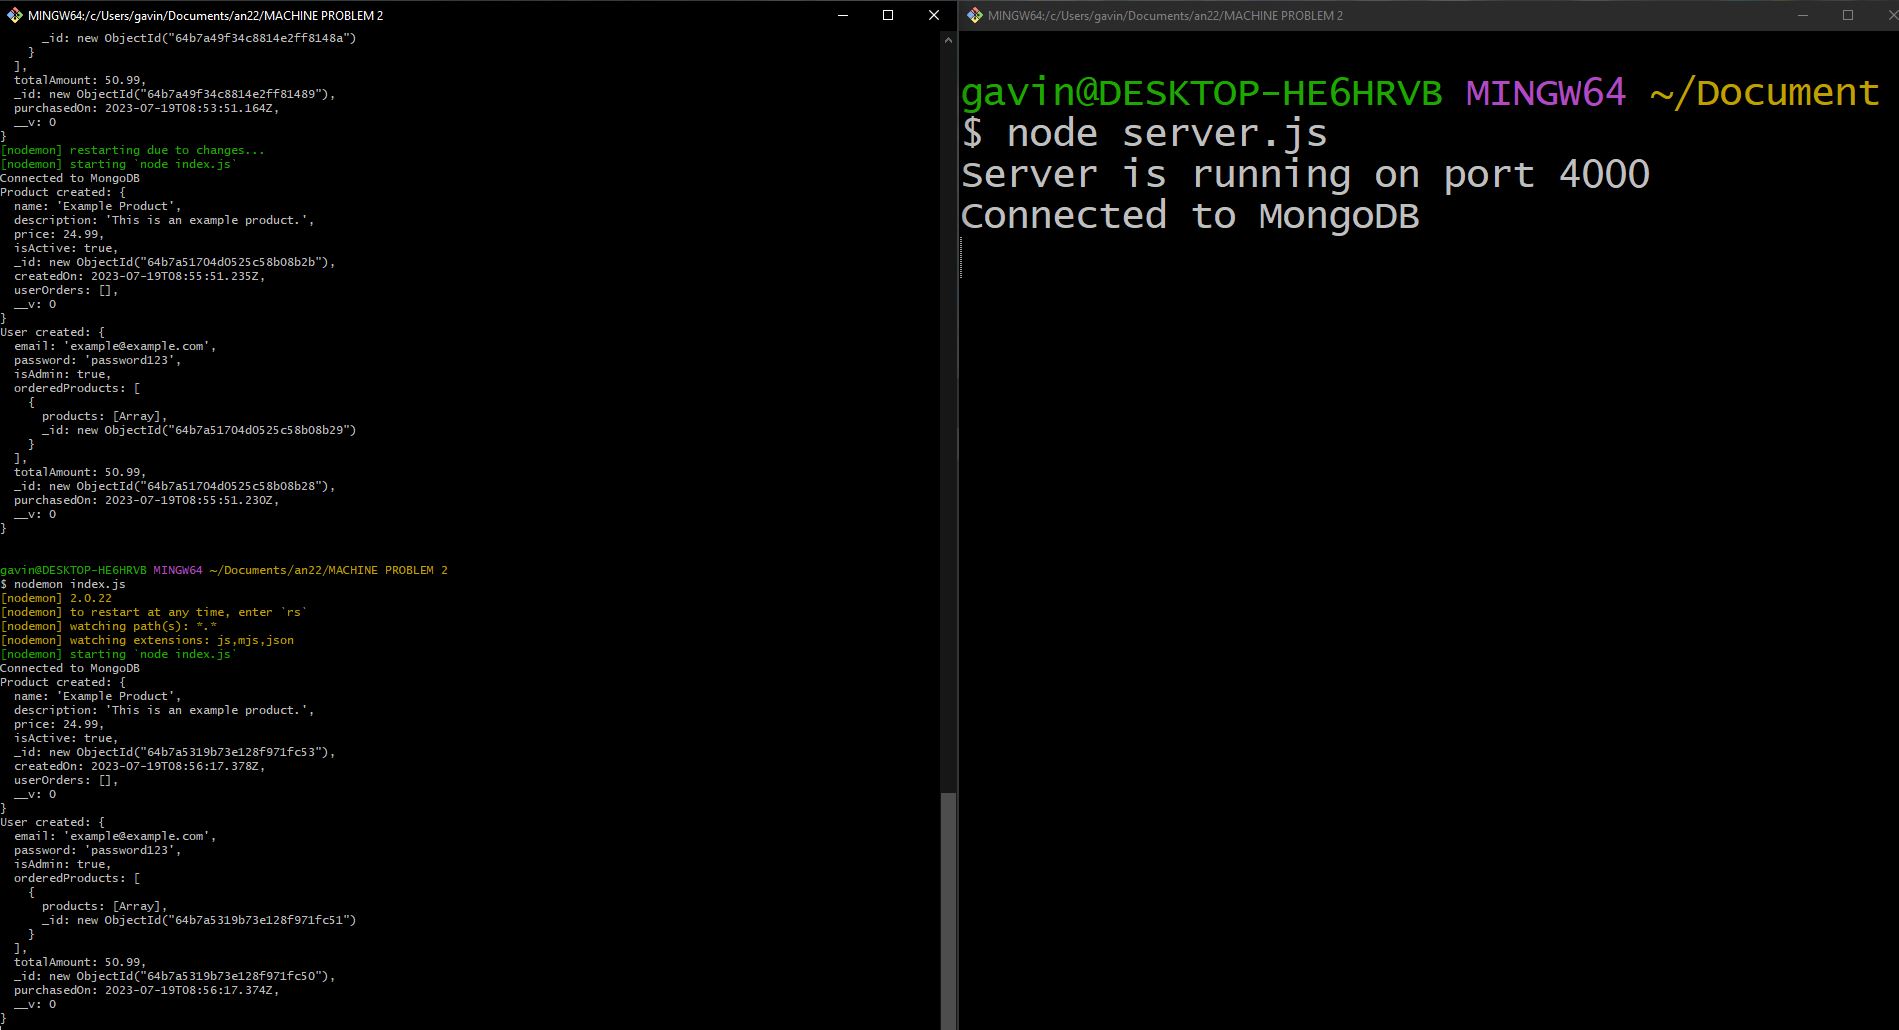 MINGW64:/c/Users/gavin/Documents/an22/MACHINE PROBLEM 2
      _id: new ObjectId("64b7a49f34c8814e2ff8148a")
    }
  ],
  totalAmount: 50.99,
  _id: new ObjectId("64b7a49f34c8814e2ff81489"),
  purchasedOn: 2023-07-19T08:53:51.164Z,
  __v: 0
}
[nodemon] restarting due to changes...
[nodemon] starting `node index.js`
Connected to MongoDB
Product created: {
  name: 'Example Product',
  description: 'This is an example product.',
  price: 24.99,
  isActive: true,
  _id: new ObjectId("64b7a51704d0525c58b08b2b"),
  createdOn: 2023-07-19T08:55:51.235Z,
  userOrders: [],
  __v: 0
}
User created: {
  email: 'example@example.com',
  password: 'password123',
  isAdmin: true,
  orderedProducts: [
    {
      products: [Array],
      _id: new ObjectId("64b7a51704d0525c58b08b29")
    }
  ],
  totalAmount: 50.99,
  _id: new ObjectId("64b7a51704d0525c58b08b28"),
  purchasedOn: 2023-07-19T08:55:51.230Z,
  __v: 0
}
gavin@DESKTOP-HE6HRVB MINGW64 ~/Documents/an22/MACHINE PROBLEM 2
$ nodemon index.js
[nodemon] 2.0.22
[nodemon] to restart at any time, enter `rs`
[nodemon] watching path(s): *.*
[nodemon] watching extensions: js,mjs,json
[nodemon] starting `node index.js`
Connected to MongoDB
Product created: {
  name: 'Example Product',
  description: 'This is an example product.',
  price: 24.99,
  isActive: true,
  _id: new ObjectId("64b7a5319b73e128f971fc53"),
  createdOn: 2023-07-19T08:56:17.378Z,
  userOrders: [],
  __v: 0
}
User created: {
  email: 'example@example.com',
  password: 'password123',
  isAdmin: true,
  orderedProducts: [
    {
      products: [Array],
      _id: new ObjectId("64b7a5319b73e128f971fc51")
    }
  ],
  totalAmount: 50.99,
  _id: new ObjectId("64b7a5319b73e128f971fc50"),
  purchasedOn: 2023-07-19T08:56:17.374Z,
  __v: 0
}
MINGW64:/c/Users/gavin/Documents/an22/MACHINE PROBLEM 2
gavin@DESKTOP-HE6HRVB MINGW64 ~/Document
$ node server.js
Server is running on port 4000
Connected to MongoDB